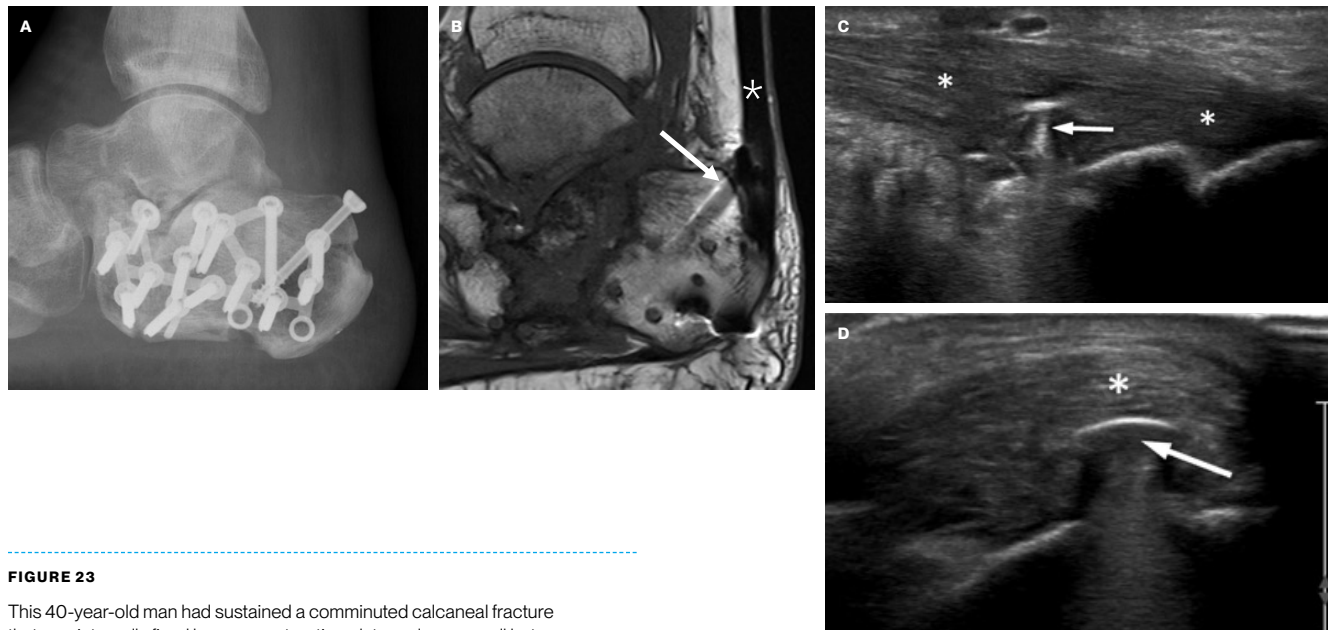 A
B
C
D
FIGURE 23
This 40-year-old man had sustained a comminuted calcaneal fracture